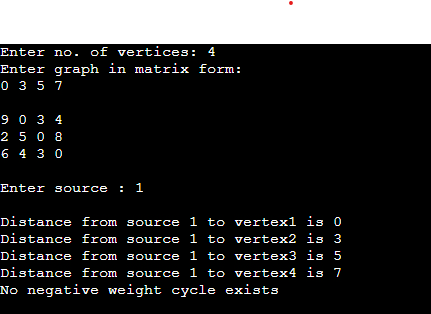 Enter no. of vertices: 4
Enter graph in matrix form:
0 3 5 7
9 0 3 4
2 5 0 8
6 4 3 0
Enter source : 1
Distance from source 1 to vertex1 is 0
Distance from source 1 to vertex2 is 3
Distance from source 1 to vertex3 is 5
Distance from source 1 to vertex4 is 7
No negative weight cycle exists